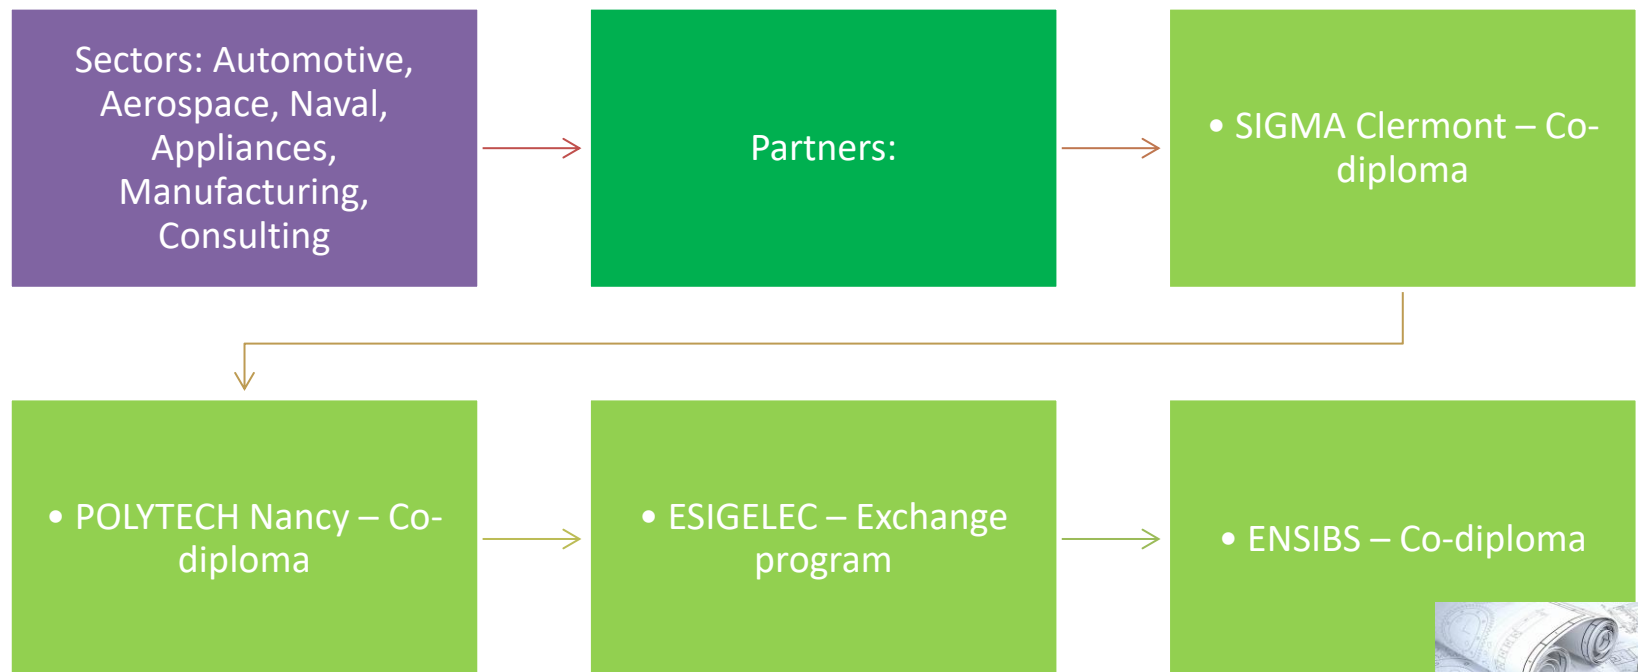 Sectors: Automotive,
Aerospace, Naval,
Appliances,
Manufacturing,
Consulting
Partners:
• SIGMA Clermont – Co-
diploma
• POLYTECH Nancy – Co-
diploma
• ESIGELEC – Exchange
program
• ENSIBS – Co-diploma